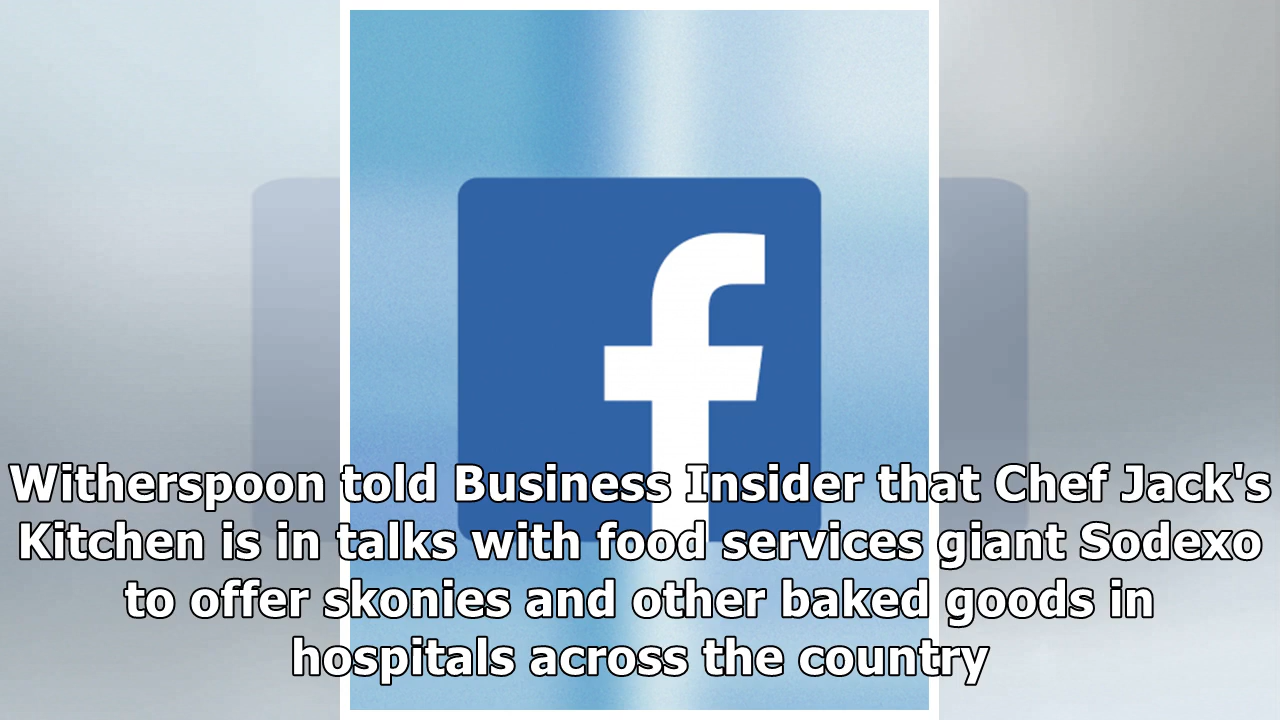 Witherspoon told Business Insider that Chef Jack's
Kitchen is in talks with food services giant Sodexo
to offer skonies and other baked goods in
hospitals across the country